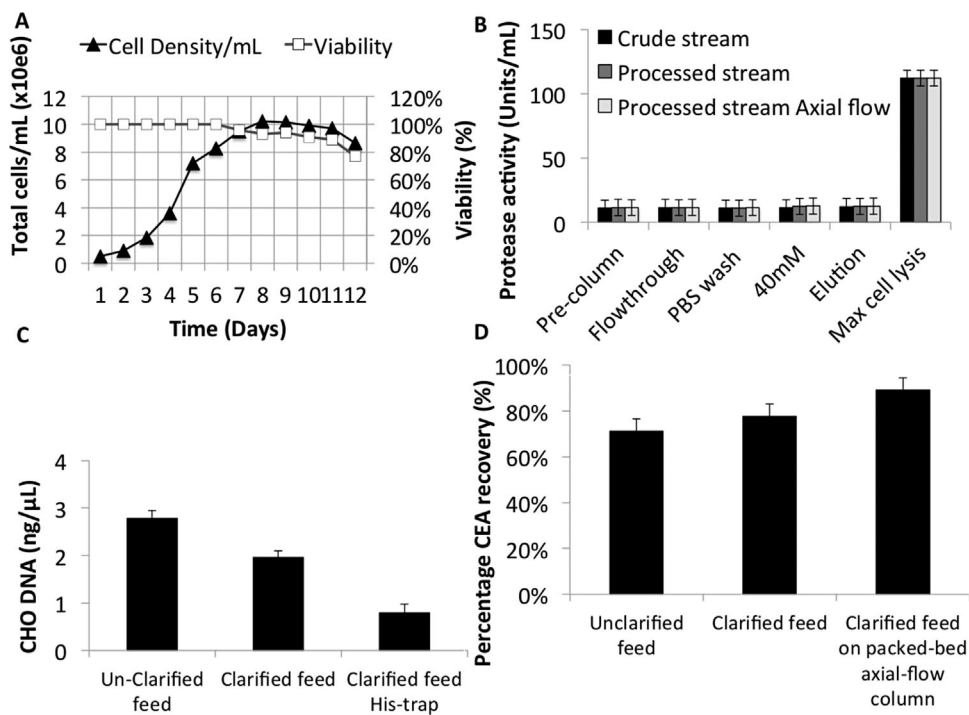 A
Cell Density/mL
Viability
Total cells/mL (x10e6)
12
10
8
6
4
2
0
120%
100%
80%
60%
40%
20%
0%
Viability (%)
1 2 3 4 5 6 7 8 9 10 11 12
Time (Days)
B
Crude stream
Processed stream
Processed stream Axial flow
Protease activity (Units/mL)
150
100
50
0
Pre-column
Flowthrough
PBS wash
40mM
Elution
Max cell lysis
C
CHO DNA (ng/µL)
4
3
2
1
0
Un-Clarified
feed
Clarified feed
Clarified feed
His-trap
D
Percentage CEA recovery (%)
100%
80%
60%
40%
20%
0%
Unclarified
feed
Clarified feed
Clarified feed
on packed-bed
axial-flow
column